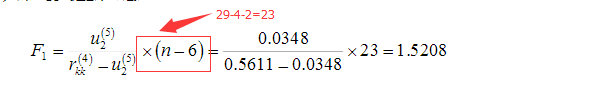 29-4-2=23
F₁ = u₂⁽⁵⁾ / (r_kk⁽⁴⁾ − u₂⁽⁵⁾) × (n − 6) = 0.0348 / (0.5611 − 0.0348) × 23 = 1.5208